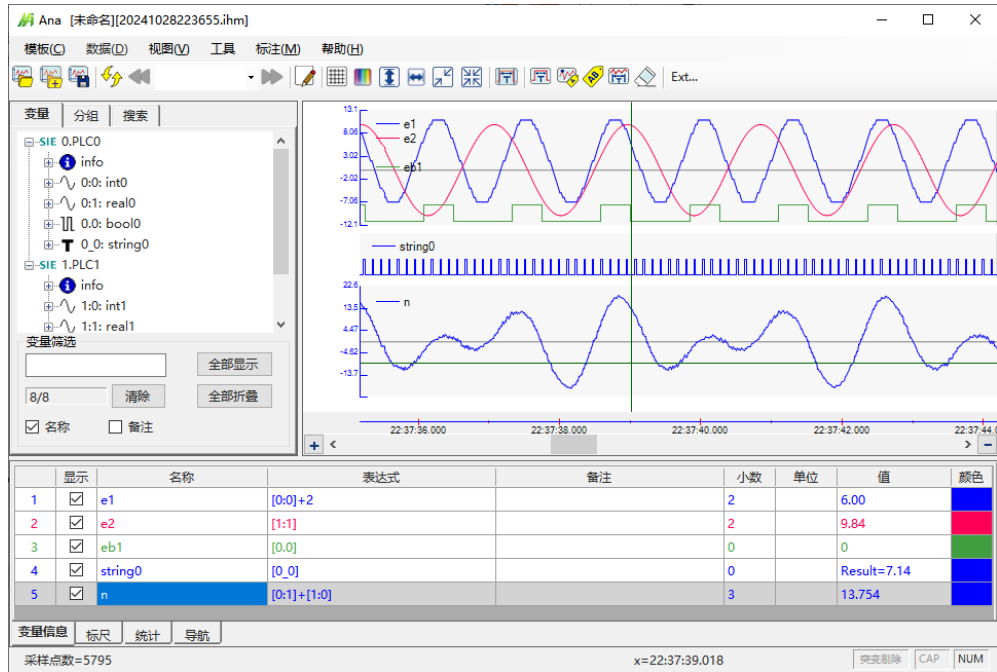 Ana [未命名][20241028223655.ihm]
模板(C) 数据(D) 视图(V) 工具 标注(M) 帮助(H)
AB Ext...
变量 分组 搜索
SIE 0.PLC0
info
0:0: int0
0:1: real0
0.0: bool0
0_0: string0
SIE 1.PLC1
info
1:0: int1
1:1: real1
变量筛选
全部显示
8/8 清除 全部折叠
名称 备注
13.1
8.06
3.02
-2.02
-7.06
-12.1
e1
e2
eb1
string0
22.6
13.5
4.47
-4.62
-13.7
n
22:37:36.000 22:37:38.000 22:37:40.000 22:37:42.000 22:37:44.0
显示 名称 表达式 备注 小数 单位 值 颜色
1 e1 [0:0]+2 2 6.00
2 e2 [1:1] 2 9.84
3 eb1 [0.0] 0 0
4 string0 [0_0] 0 Result=7.14
5 n [0:1]+[1:0] 3 13.754
变量信息 标尺 统计 导航
采样点数=5795 x=22:37:39.018 突变剔除 CAP NUM